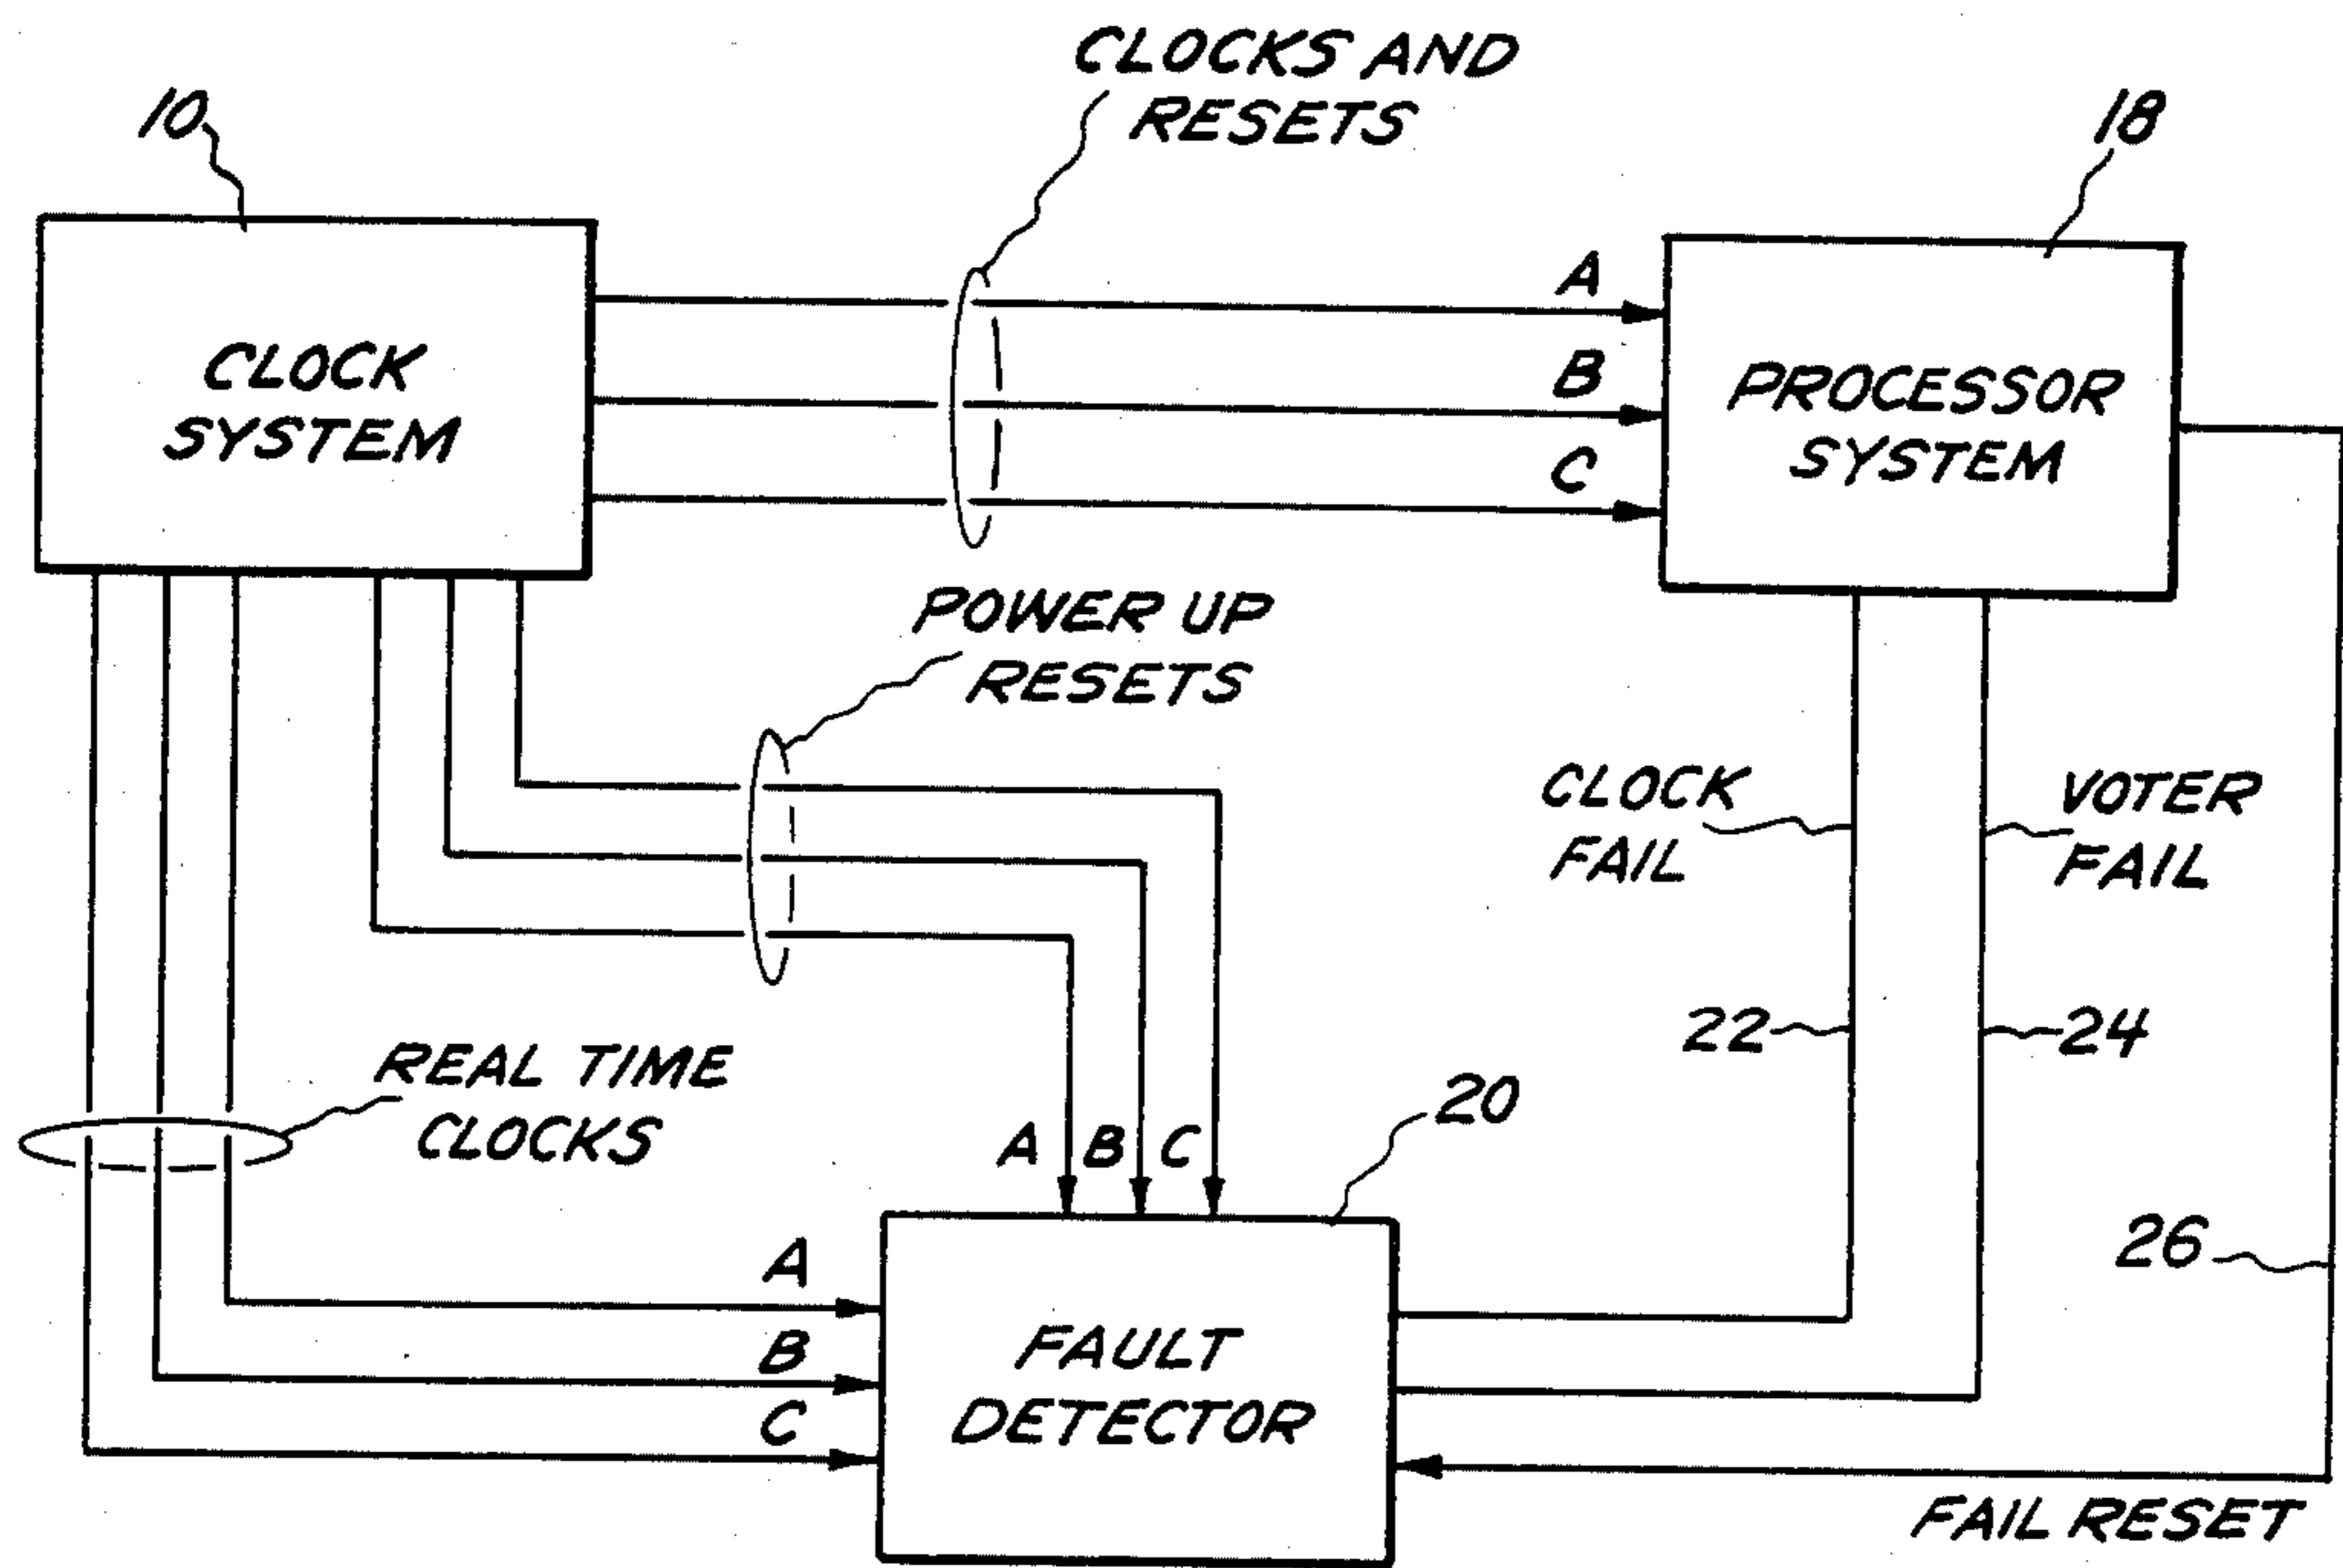 CLOCKS AND
RESETS
10
18
CLOCK
SYSTEM
A
B
C
PROCESSOR
SYSTEM
POWER UP
RESETS
CLOCK
FAIL
VOTER
FAIL
22
24
REAL TIME
CLOCKS
20
A B C
26
A
B
C
FAULT
DETECTOR
FAIL RESET